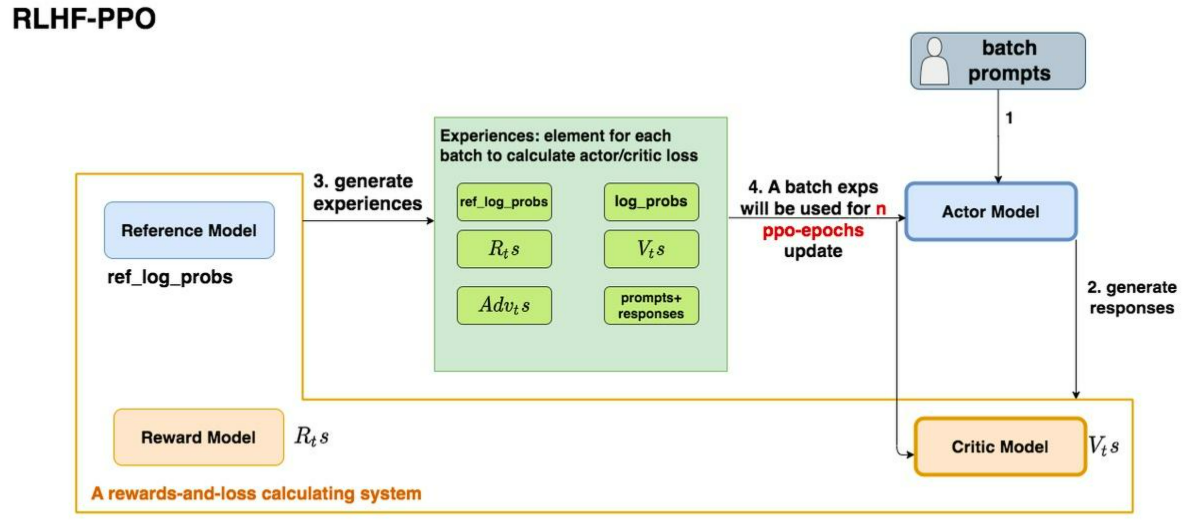 RLHF-PPO
batch
prompts
1
Experiences: element for each
batch to calculate actor/critic loss
3. generate
experiences
ref_log_probs
log_probs
4. A batch exps
will be used for n
ppo-epochs
update
Actor Model
Reference Model
ref_log_probs
R_t s
V_t s
Adv_t s
prompts+
responses
2. generate
responses
Reward Model
R_t s
Critic Model
V_t s
A rewards-and-loss calculating system